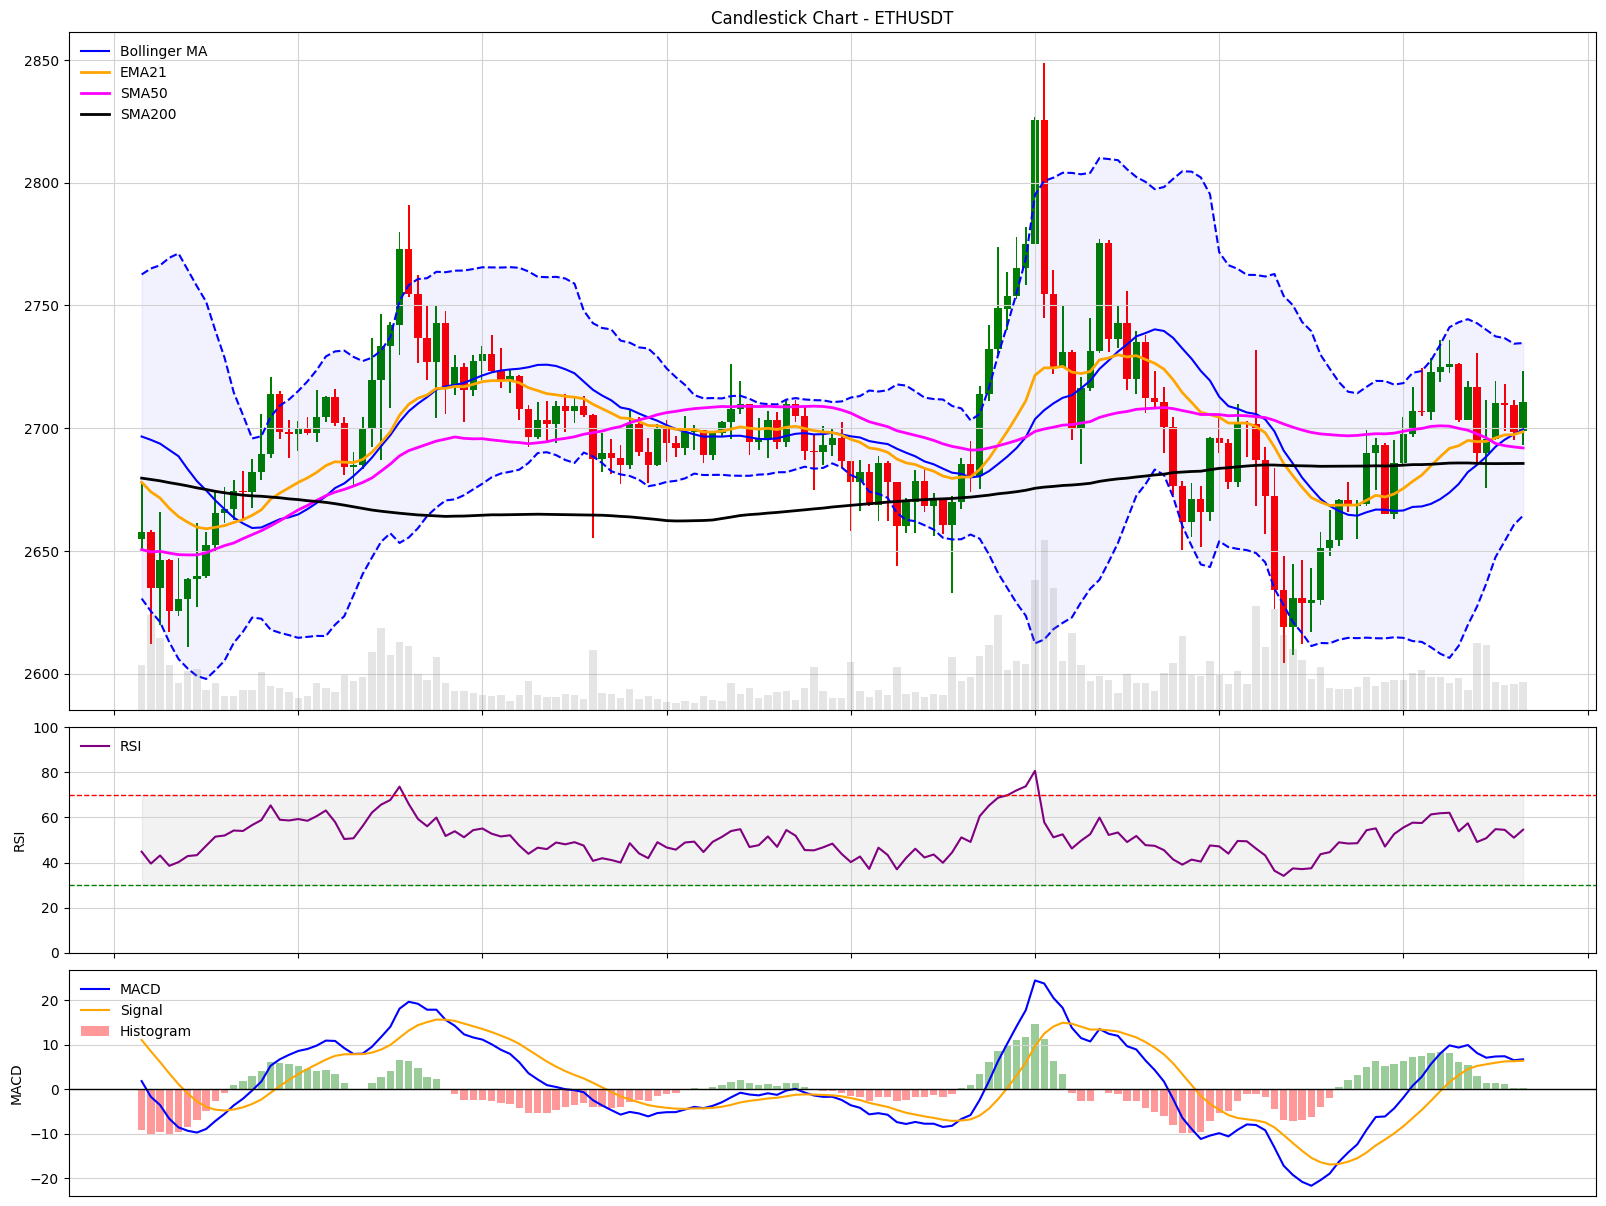 Candlestick Chart - ETHUSDT
Bollinger MA
EMA21
SMA50
SMA200
2850
2800
2750
2700
2650
2600
RSI
100
80
60
40
20
0
RSI
MACD
Signal
Histogram
20
10
0
−10
−20
MACD